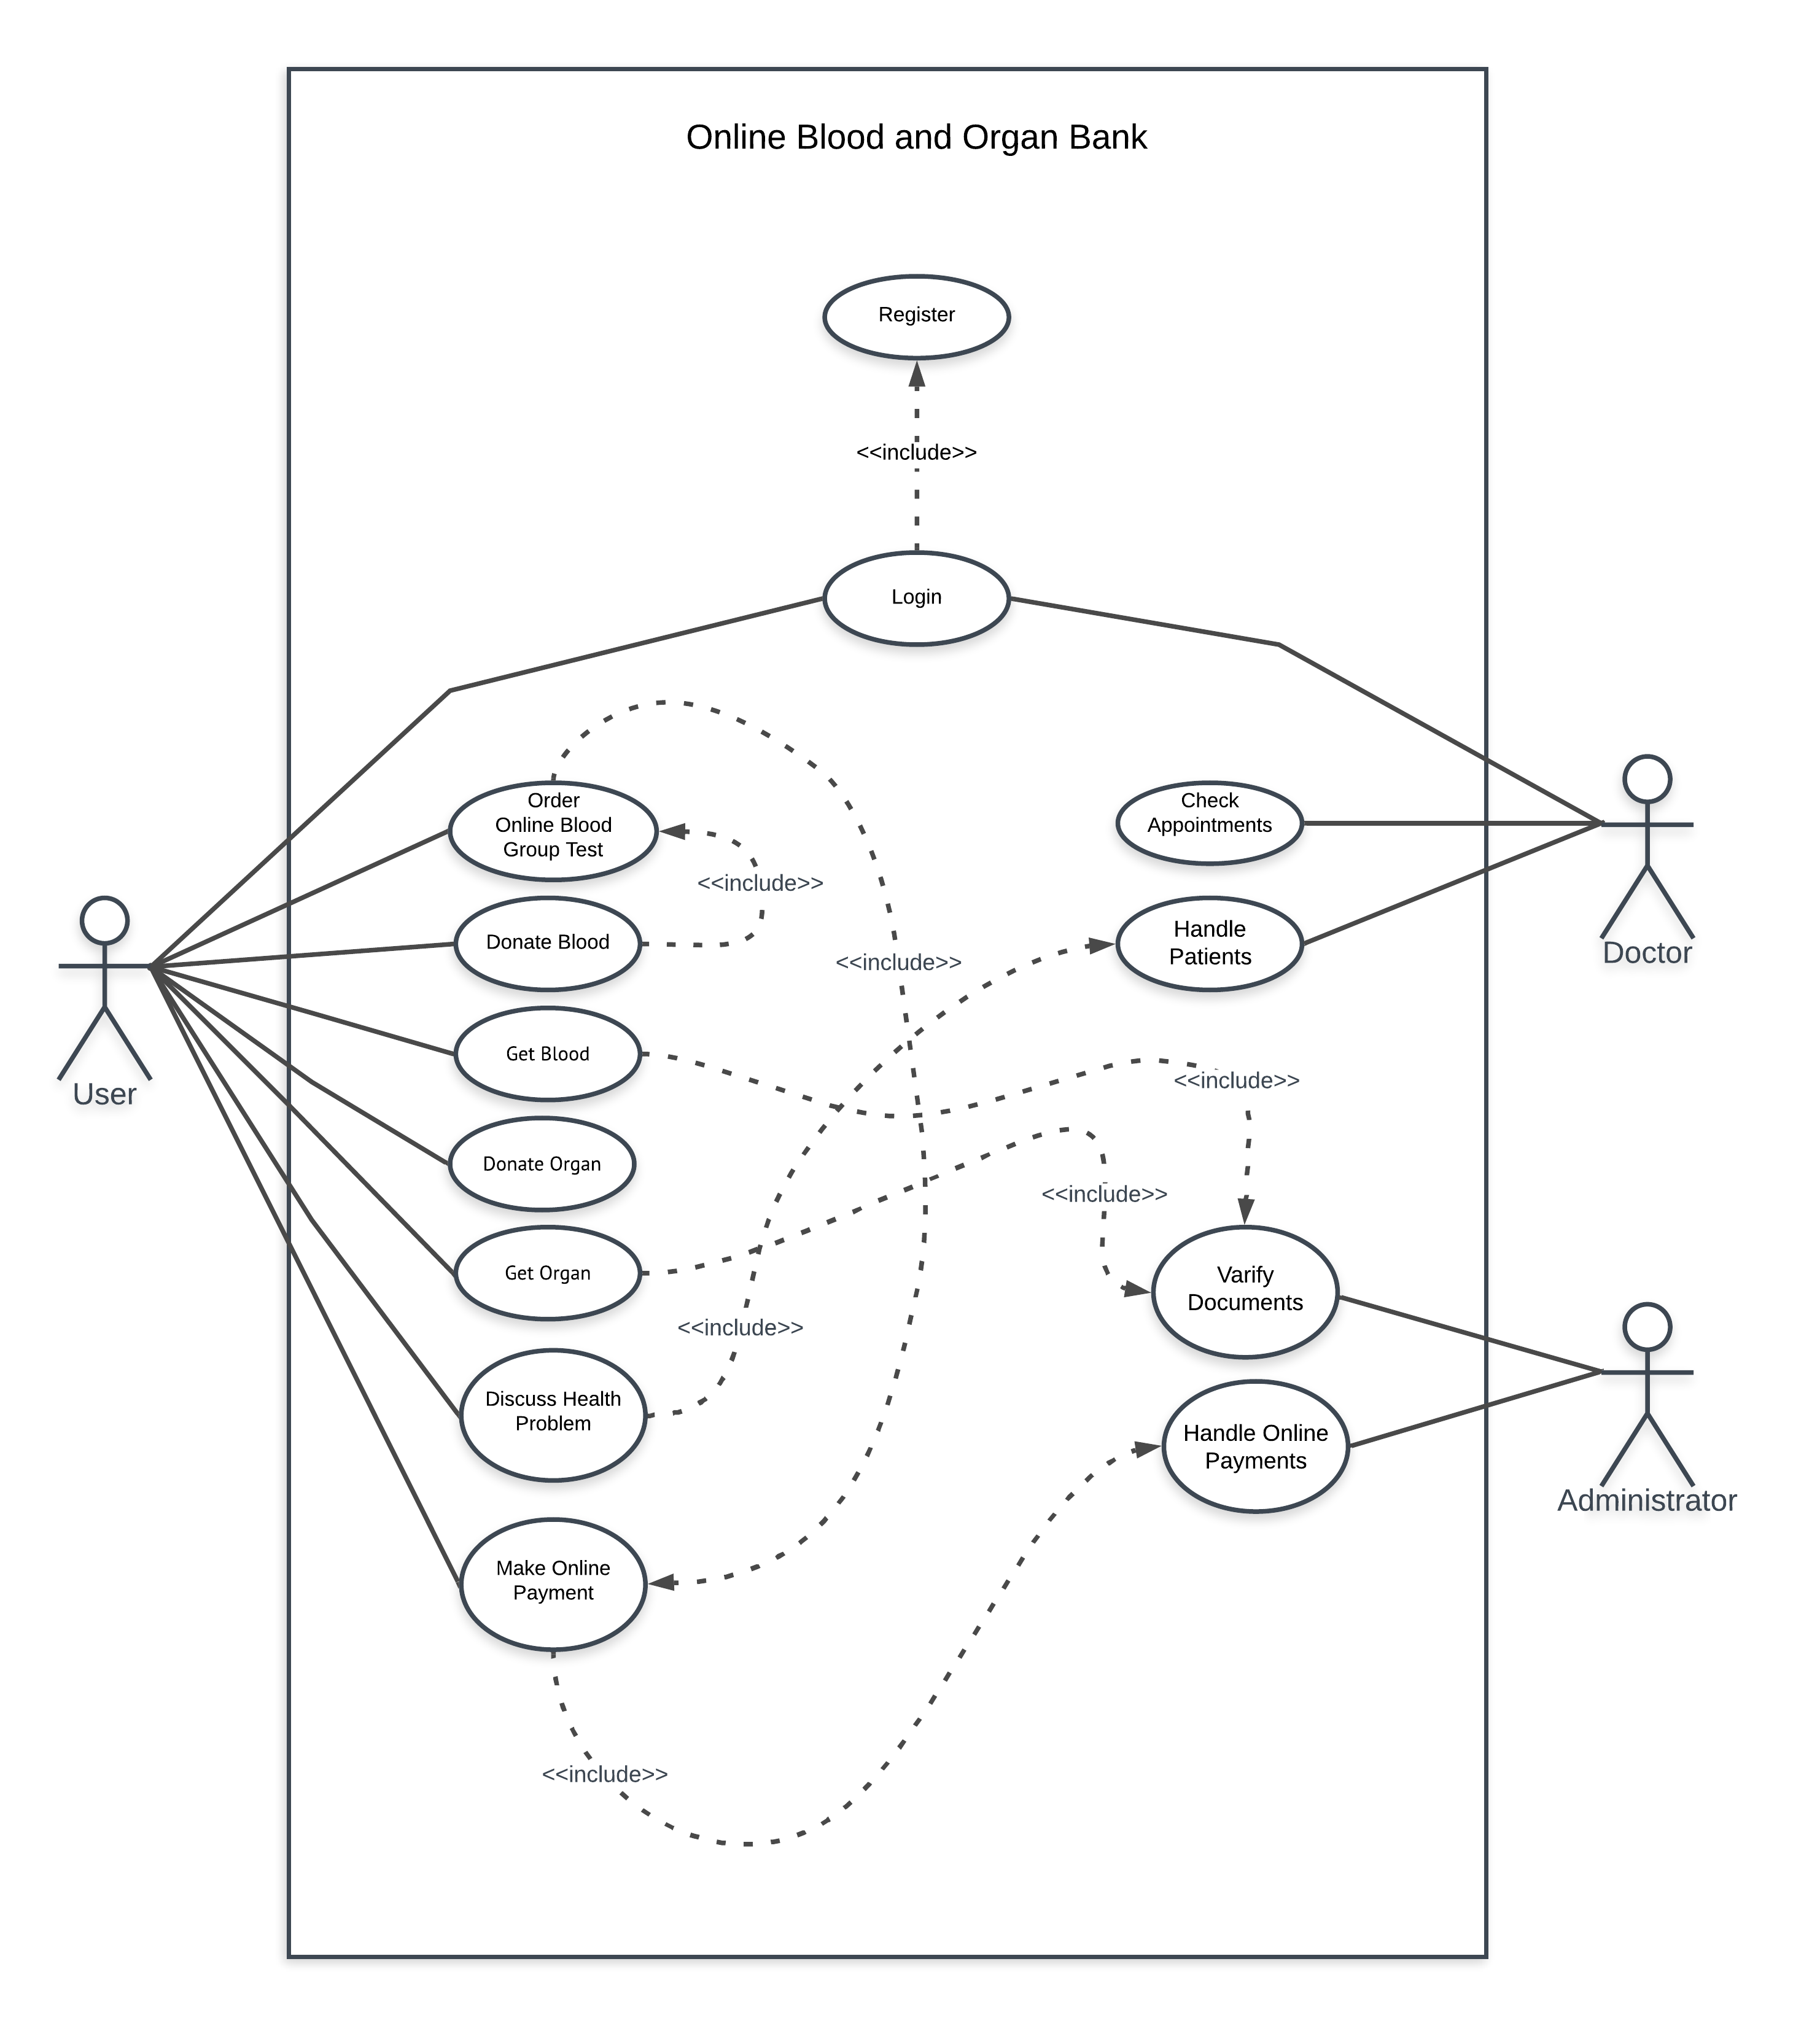 Online Blood and Organ Bank
Register
<<include>>
Login
Order
Online Blood
Group Test
Check
Appointments
<<include>>
Donate Blood
Handle
Patients
Doctor
<<include>>
Get Blood
<<include>>
User
Donate Organ
<<include>>
Get Organ
Varify
Documents
<<include>>
Discuss Health
Problem
Handle Online
Payments
Administrator
Make Online
Payment
<<include>>